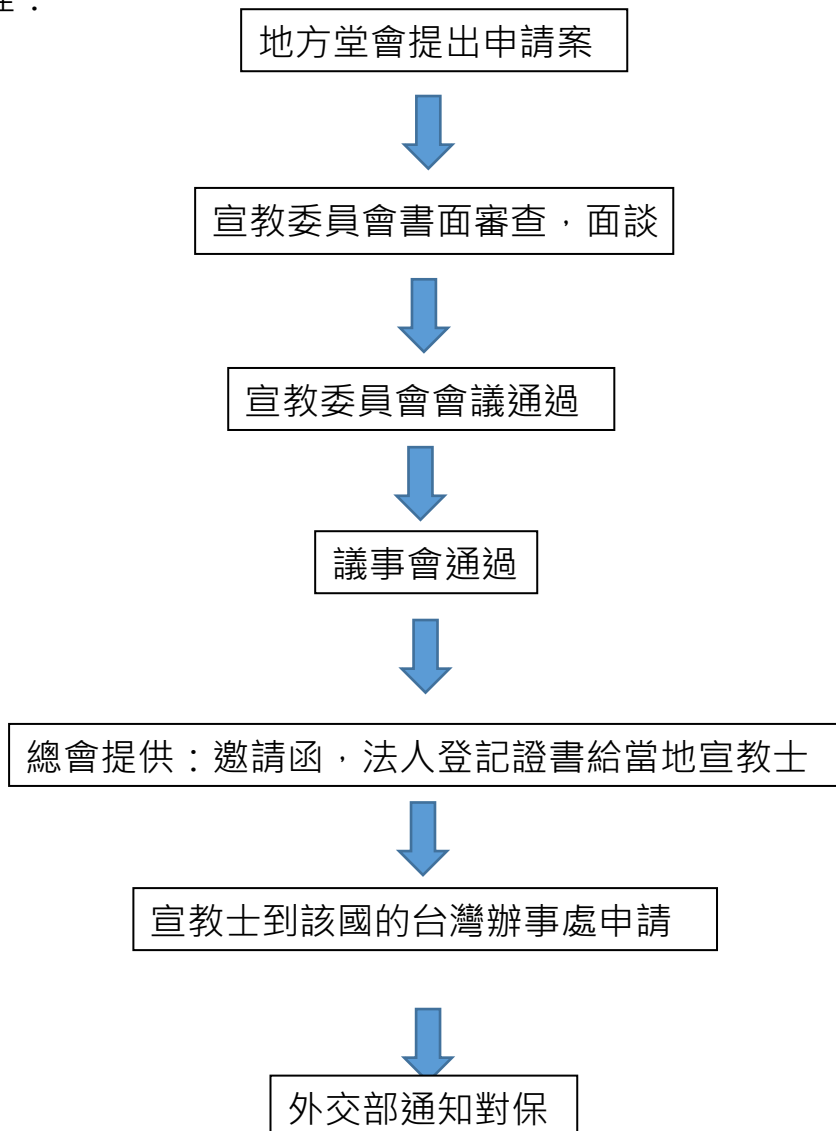 地方堂會提出申請案
宣教委員會書面審查，面談
宣教委員會會議通過
議事會通過
總會提供：邀請函，法人登記證書給當地宣教士
宣教士到該國的台灣辦事處申請
外交部通知對保